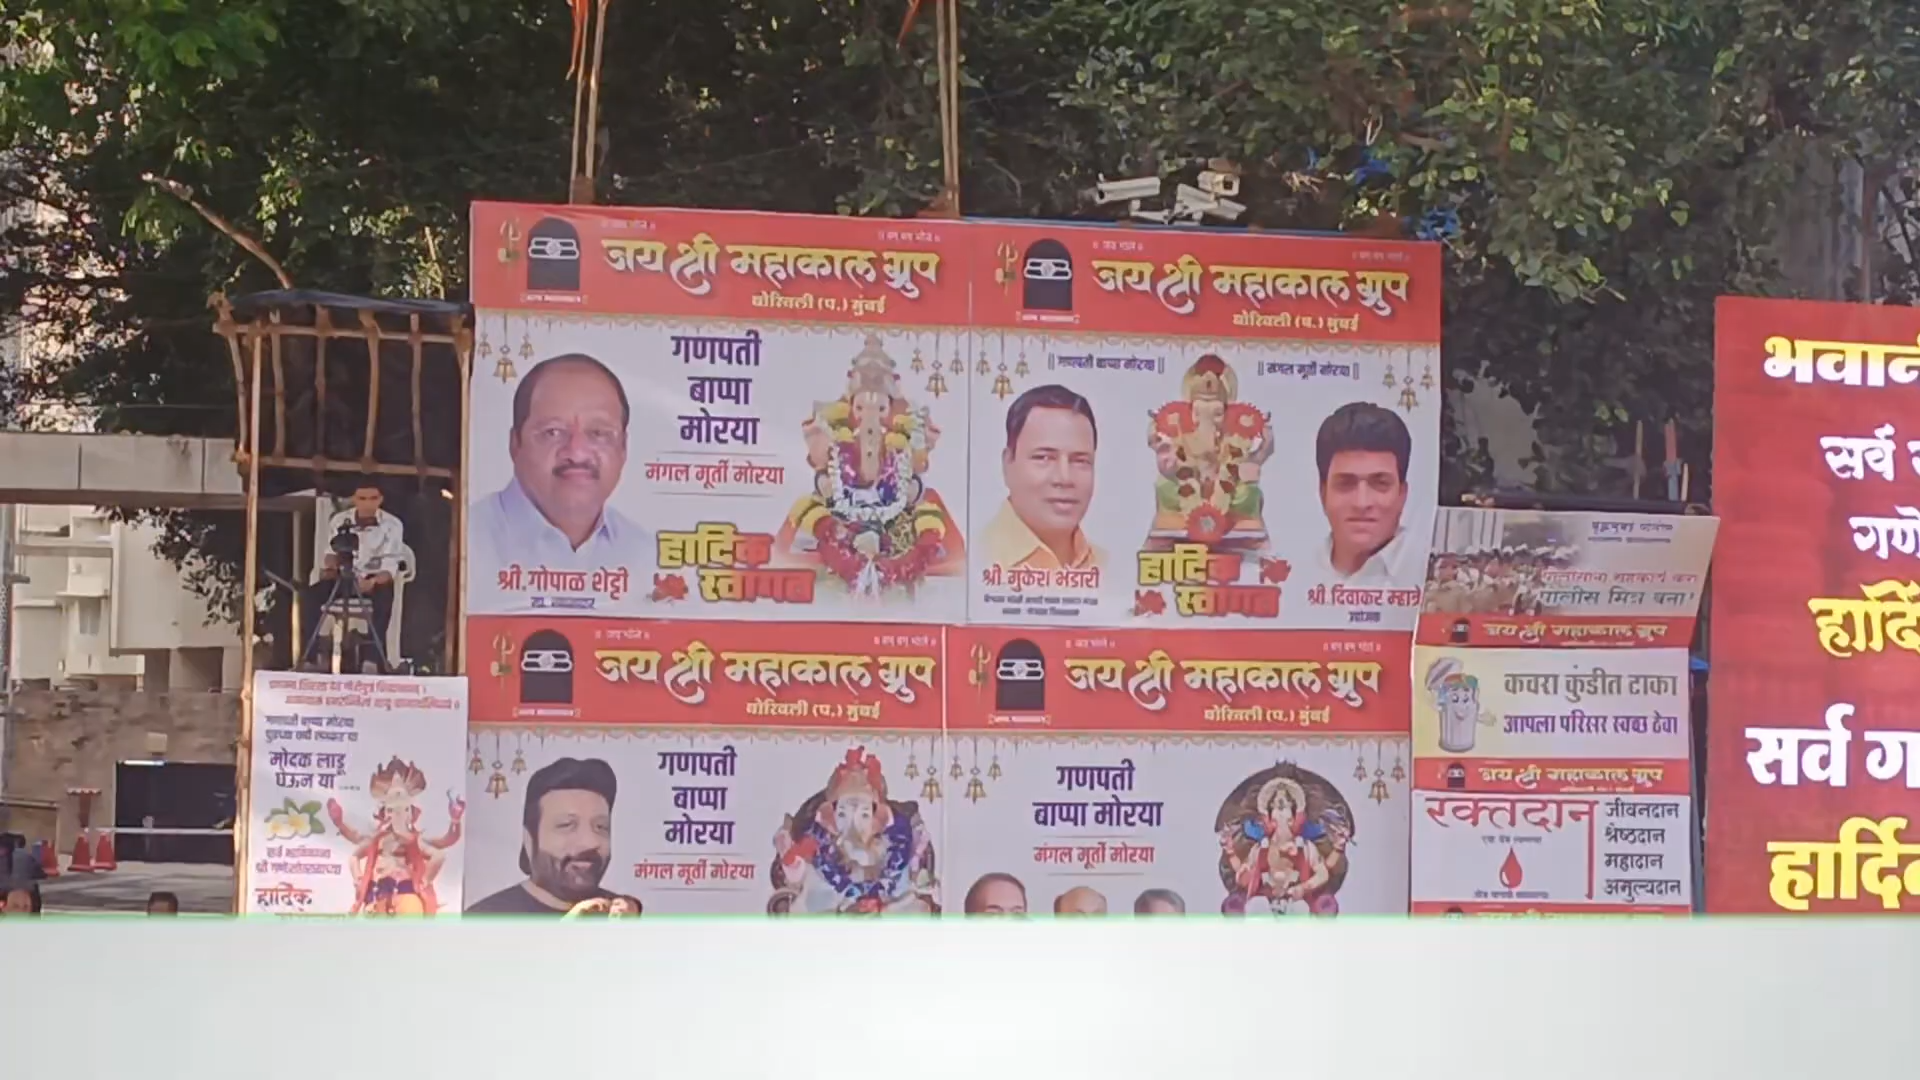 जय श्री महाकाल ग्रुप
बोरिवली (प.) मुंबई
गणपती
बाप्पा
मोरया
मंगल मूर्ती मोरया
हार्दिक
स्वागत
श्री. गोपाळ शेट्टी
जय श्री महाकाल ग्रुप
बोरिवली (प.) मुंबई
|| गणपती बाप्पा मोरया ||
|| मंगल मूर्ती मोरया ||
हार्दिक
स्वागत
श्री. मुकेश भंडारी
श्री. दिवाकर म्हात्रे
उद्योजक
जय श्री महाकाल ग्रुप
बोरिवली (प.) मुंबई
गणपती
बाप्पा
मोरया
मंगल मूर्ती मोरया
जय श्री महाकाल ग्रुप
बोरिवली (प.) मुंबई
गणपती
बाप्पा मोरया
मंगल मूर्ती मोरया
गणपती बाप्पा मोरया
मोदक लाडू
घेऊन या
हार्दिक
पोलीस मित्र बना!
जय श्री महाकाल ग्रुप
कचरा कुंडीत टाका
आपला परिसर स्वच्छ ठेवा
जय श्री महाकाल ग्रुप
रक्तदान
जीवनदान
श्रेष्ठदान
महादान
अमुल्यदान
सर्व
सर्व